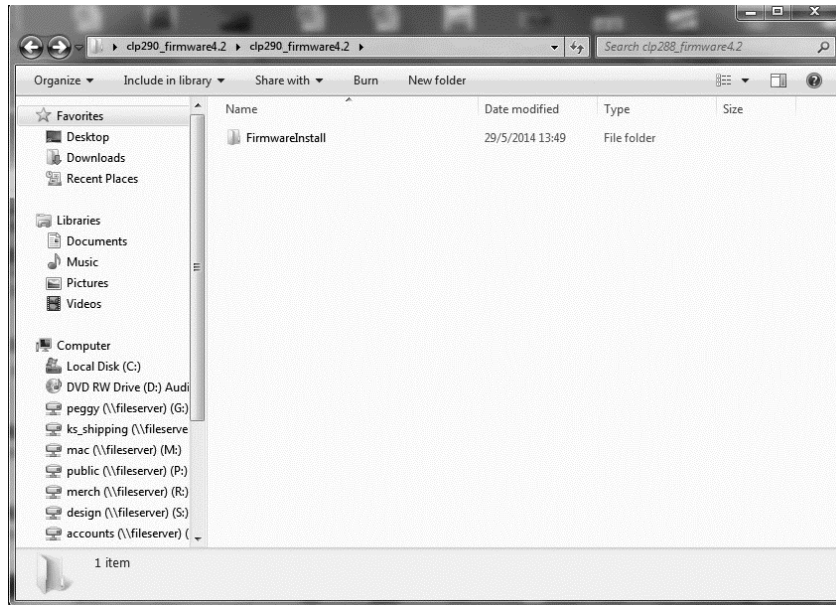 clp290_firmware4.2 ▸ clp290_firmware4.2 ▸
Search clp288_firmware4.2
Organize ▾ Include in library ▾ Share with ▾ Burn New folder
Name Date modified Type Size
FirmwareInstall 29/5/2014 13:49 File folder
Favorites
Desktop
Downloads
Recent Places
Libraries
Documents
Music
Pictures
Videos
Computer
Local Disk (C:)
DVD RW Drive (D:) Audi
peggy (\\fileserver) (G:)
ks_shipping (\\fileserve
mac (\\fileserver) (M:)
public (\\fileserver) (P:)
merch (\\fileserver) (R:)
design (\\fileserver) (S:)
accounts (\\fileserver) (
1 item